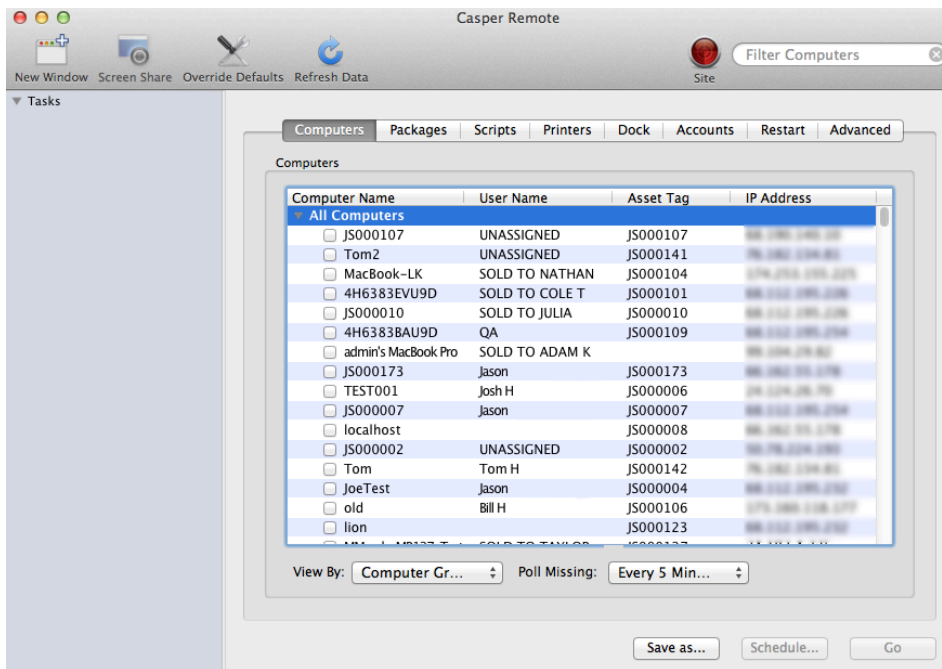 Casper Remote
New Window Screen Share Override Defaults Refresh Data Site Filter Computers
Tasks
Computers Packages Scripts Printers Dock Accounts Restart Advanced
Computers
Computer Name User Name Asset Tag IP Address
All Computers
JS000107 UNASSIGNED JS000107
Tom2 UNASSIGNED JS000141
MacBook-LK SOLD TO NATHAN JS000104
4H6383EVU9D SOLD TO COLE T JS000101
JS000010 SOLD TO JULIA JS000010
4H6383BAU9D QA JS000109
admin's MacBook Pro SOLD TO ADAM K
JS000173 Jason JS000173
TEST001 Josh H JS000006
JS000007 Jason JS000007
localhost JS000008
JS000002 UNASSIGNED JS000002
Tom Tom H JS000142
JoeTest Jason JS000004
old Bill H JS000106
lion JS000123
SOLD TO TAYLOR
View By: Computer Gr... Poll Missing: Every 5 Min...
Save as... Schedule... Go